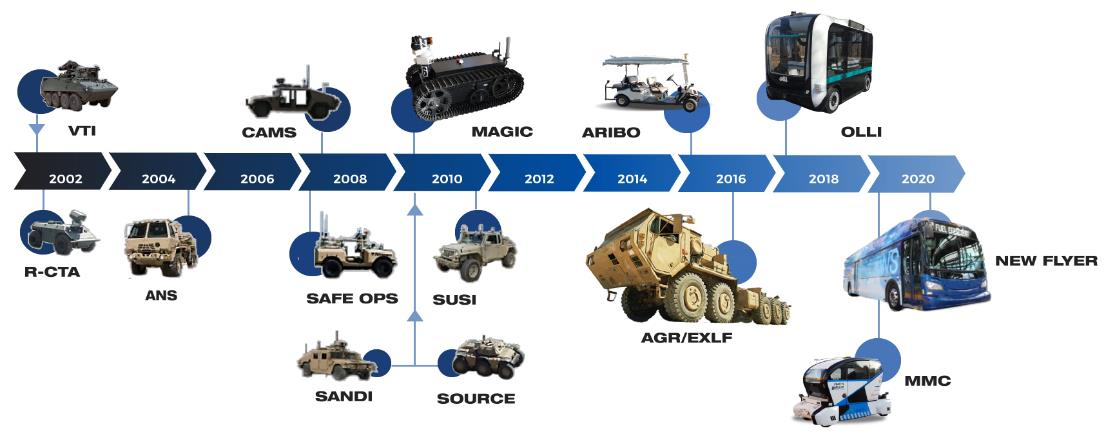 VTI
CAMS
MAGIC
ARIBO
OLLI
2002
2004
2006
2008
2010
2012
2014
2016
2018
2020
R-CTA
ANS
SAFE OPS
SUSI
AGR/EXLF
NEW FLYER
SANDI
SOURCE
MMC